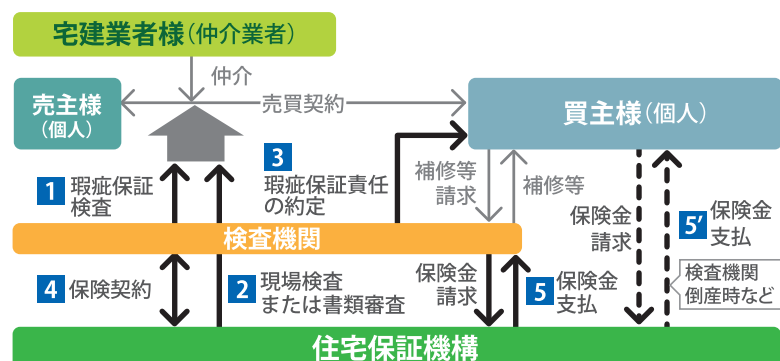 宅建業者様(仲介業者)
仲介
売主様
(個人)
売買契約
買主様(個人)
1 瑕疵保証
検査
3
瑕疵保証責任
の約定
補修等
請求
補修等
保険金
請求
5’ 保険金
支払
検査機関
4 保険契約
2 現場検査
または書類審査
保険金
請求
5 保険金
支払
検査機関
倒産時など
住宅保証機構